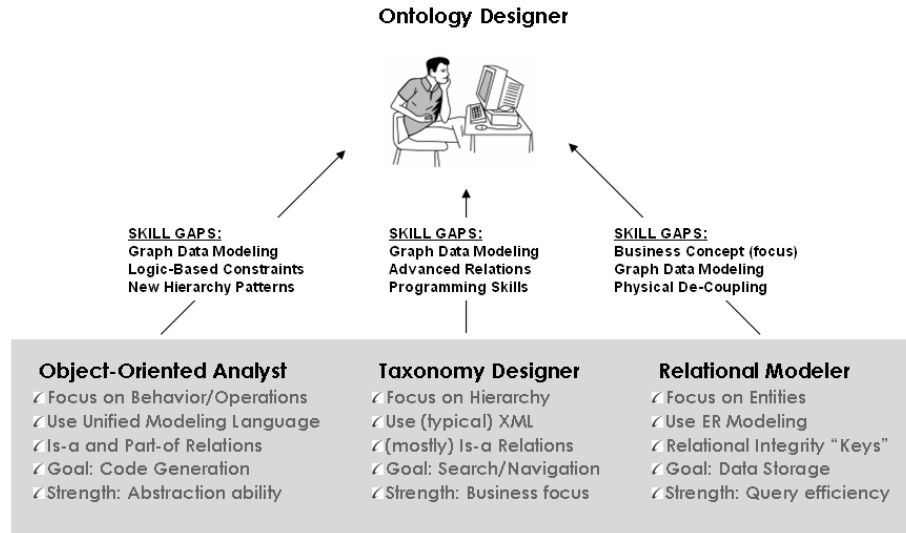 Ontology Designer
SKILL GAPS:
Graph Data Modeling
Logic-Based Constraints
New Hierarchy Patterns
SKILL GAPS:
Graph Data Modeling
Advanced Relations
Programming Skills
SKILL GAPS:
Business Concept (focus)
Graph Data Modeling
Physical De-Coupling
Object-Oriented Analyst
Focus on Behavior/Operations
Use Unified Modeling Language
Is-a and Part-of Relations
Goal: Code Generation
Strength: Abstraction ability
Taxonomy Designer
Focus on Hierarchy
Use (typical) XML
(mostly) Is-a Relations
Goal: Search/Navigation
Strength: Business focus
Relational Modeler
Focus on Entities
Use ER Modeling
Relational Integrity “Keys”
Goal: Data Storage
Strength: Query efficiency